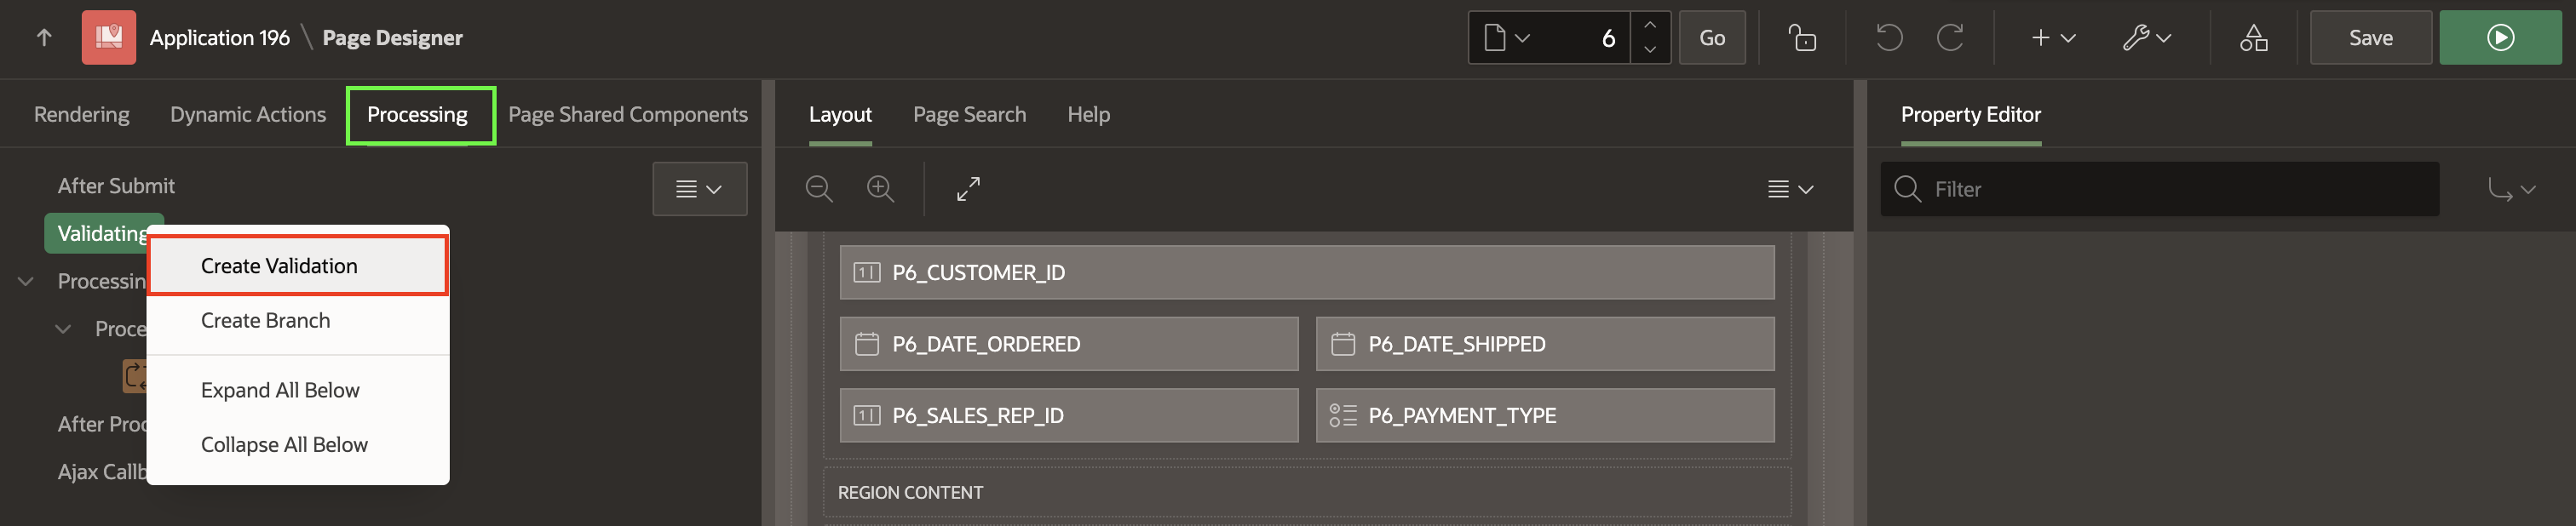 Application 196 \ Page Designer
6
Go
Save
Rendering
Dynamic Actions
Processing
Page Shared Components
Layout
Page Search
Help
Property Editor
After Submit
Validating
Create Validation
Create Branch
Expand All Below
Collapse All Below
Processin
Proce
After Proc
Ajax Callb
P6_CUSTOMER_ID
P6_DATE_ORDERED
P6_DATE_SHIPPED
P6_SALES_REP_ID
P6_PAYMENT_TYPE
REGION CONTENT
Filter